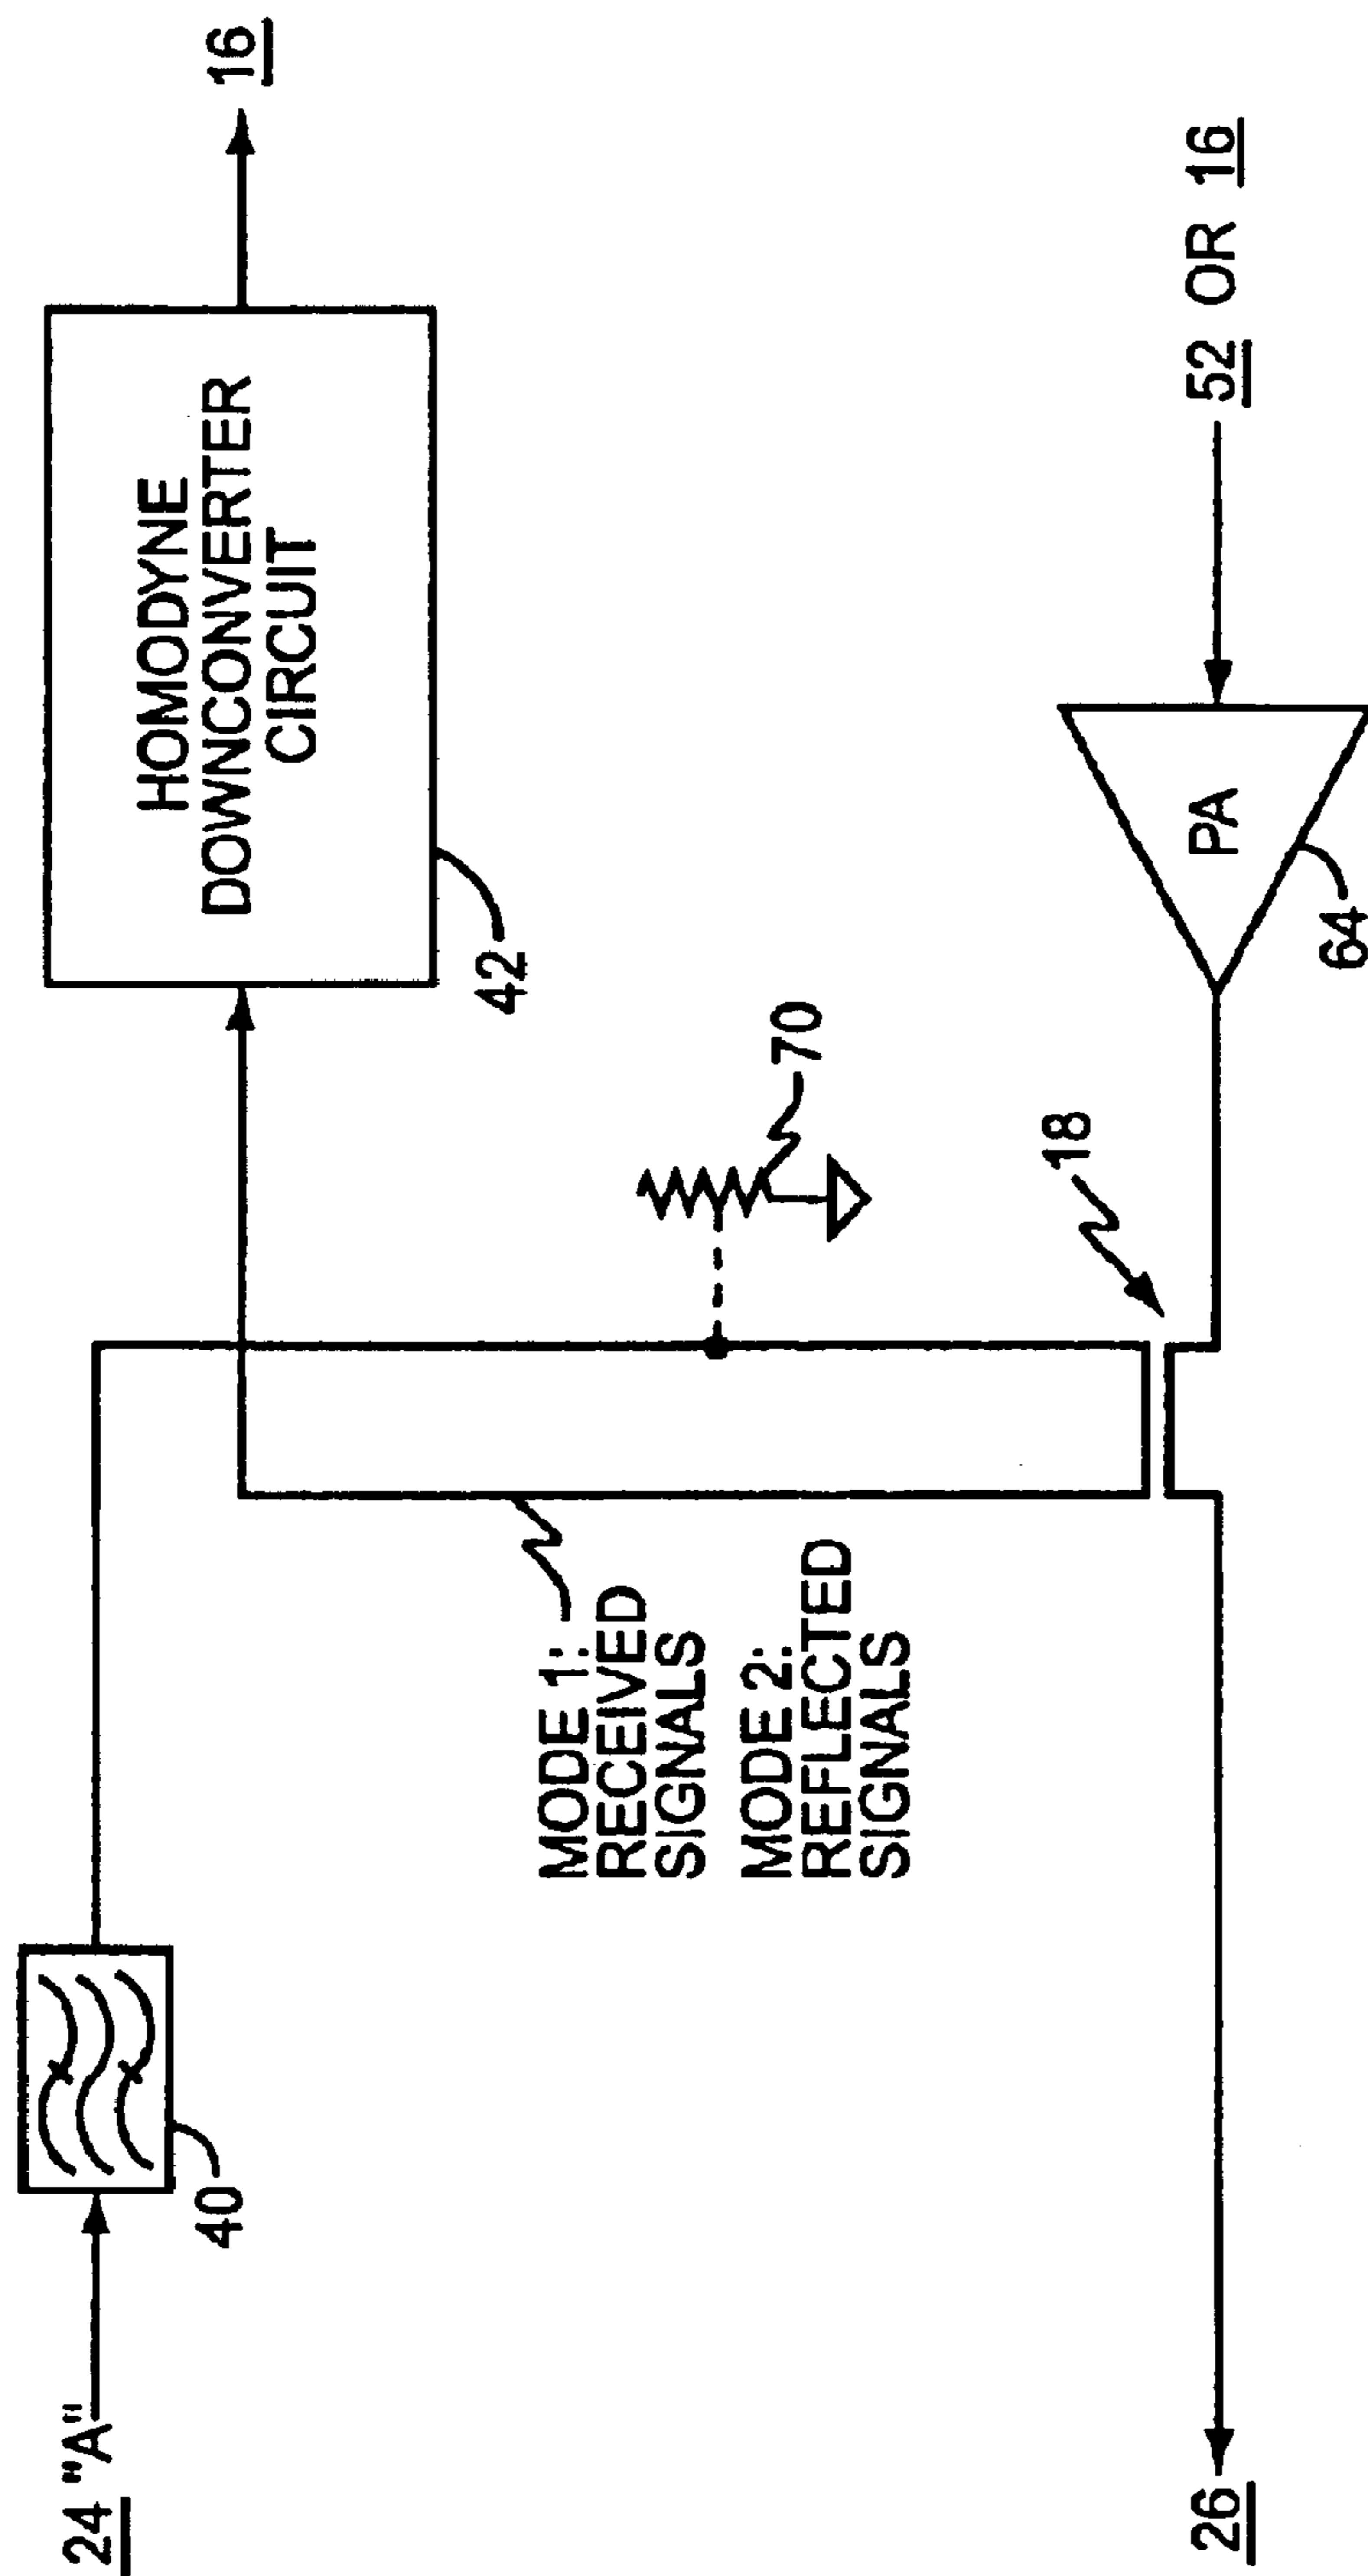 24 "A"
40
HOMODYNE
DOWNCONVERTER
CIRCUIT
42
16
MODE 1:
RECEIVED
SIGNALS
MODE 2:
REFLECTED
SIGNALS
70
18
PA
64
52 OR 16
26